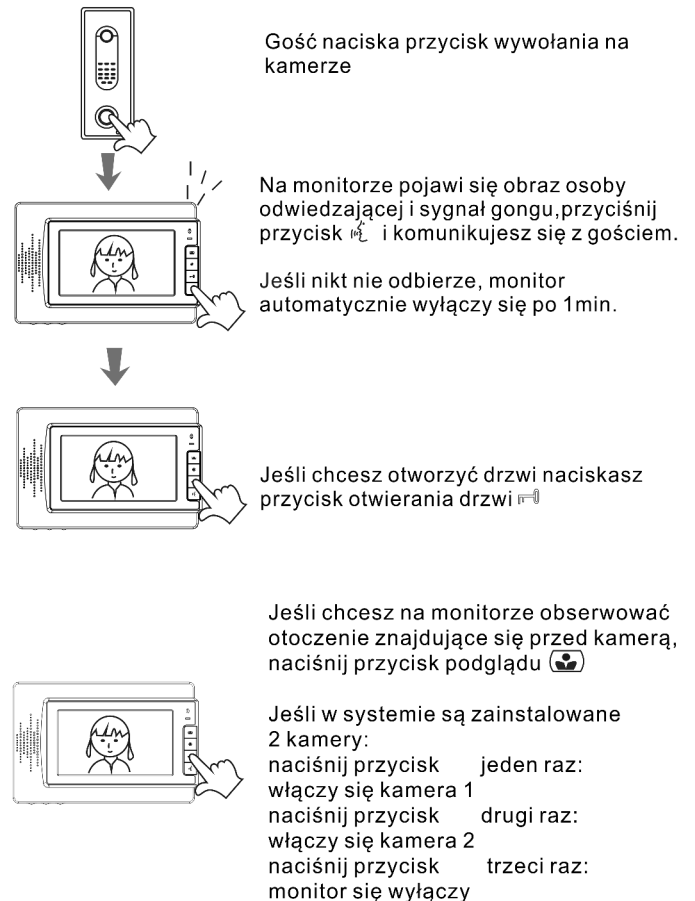 Gość naciska przycisk wywołania na
kamerze
Na monitorze pojawi się obraz osoby
odwiedzającej i sygnał gongu,przyciśnij
przycisk i komunikujesz się z gościem.
Jeśli nikt nie odbierze, monitor
automatycznie wyłączy się po 1min.
Jeśli chcesz otworzyć drzwi naciskasz
przycisk otwierania drzwi
Jeśli chcesz na monitorze obserwować
otoczenie znajdujące się przed kamerą,
naciśnij przycisk podglądu
Jeśli w systemie są zainstalowane
2 kamery:
naciśnij przycisk jeden raz:
włączy się kamera 1
naciśnij przycisk drugi raz:
włączy się kamera 2
naciśnij przycisk trzeci raz:
monitor się wyłączy